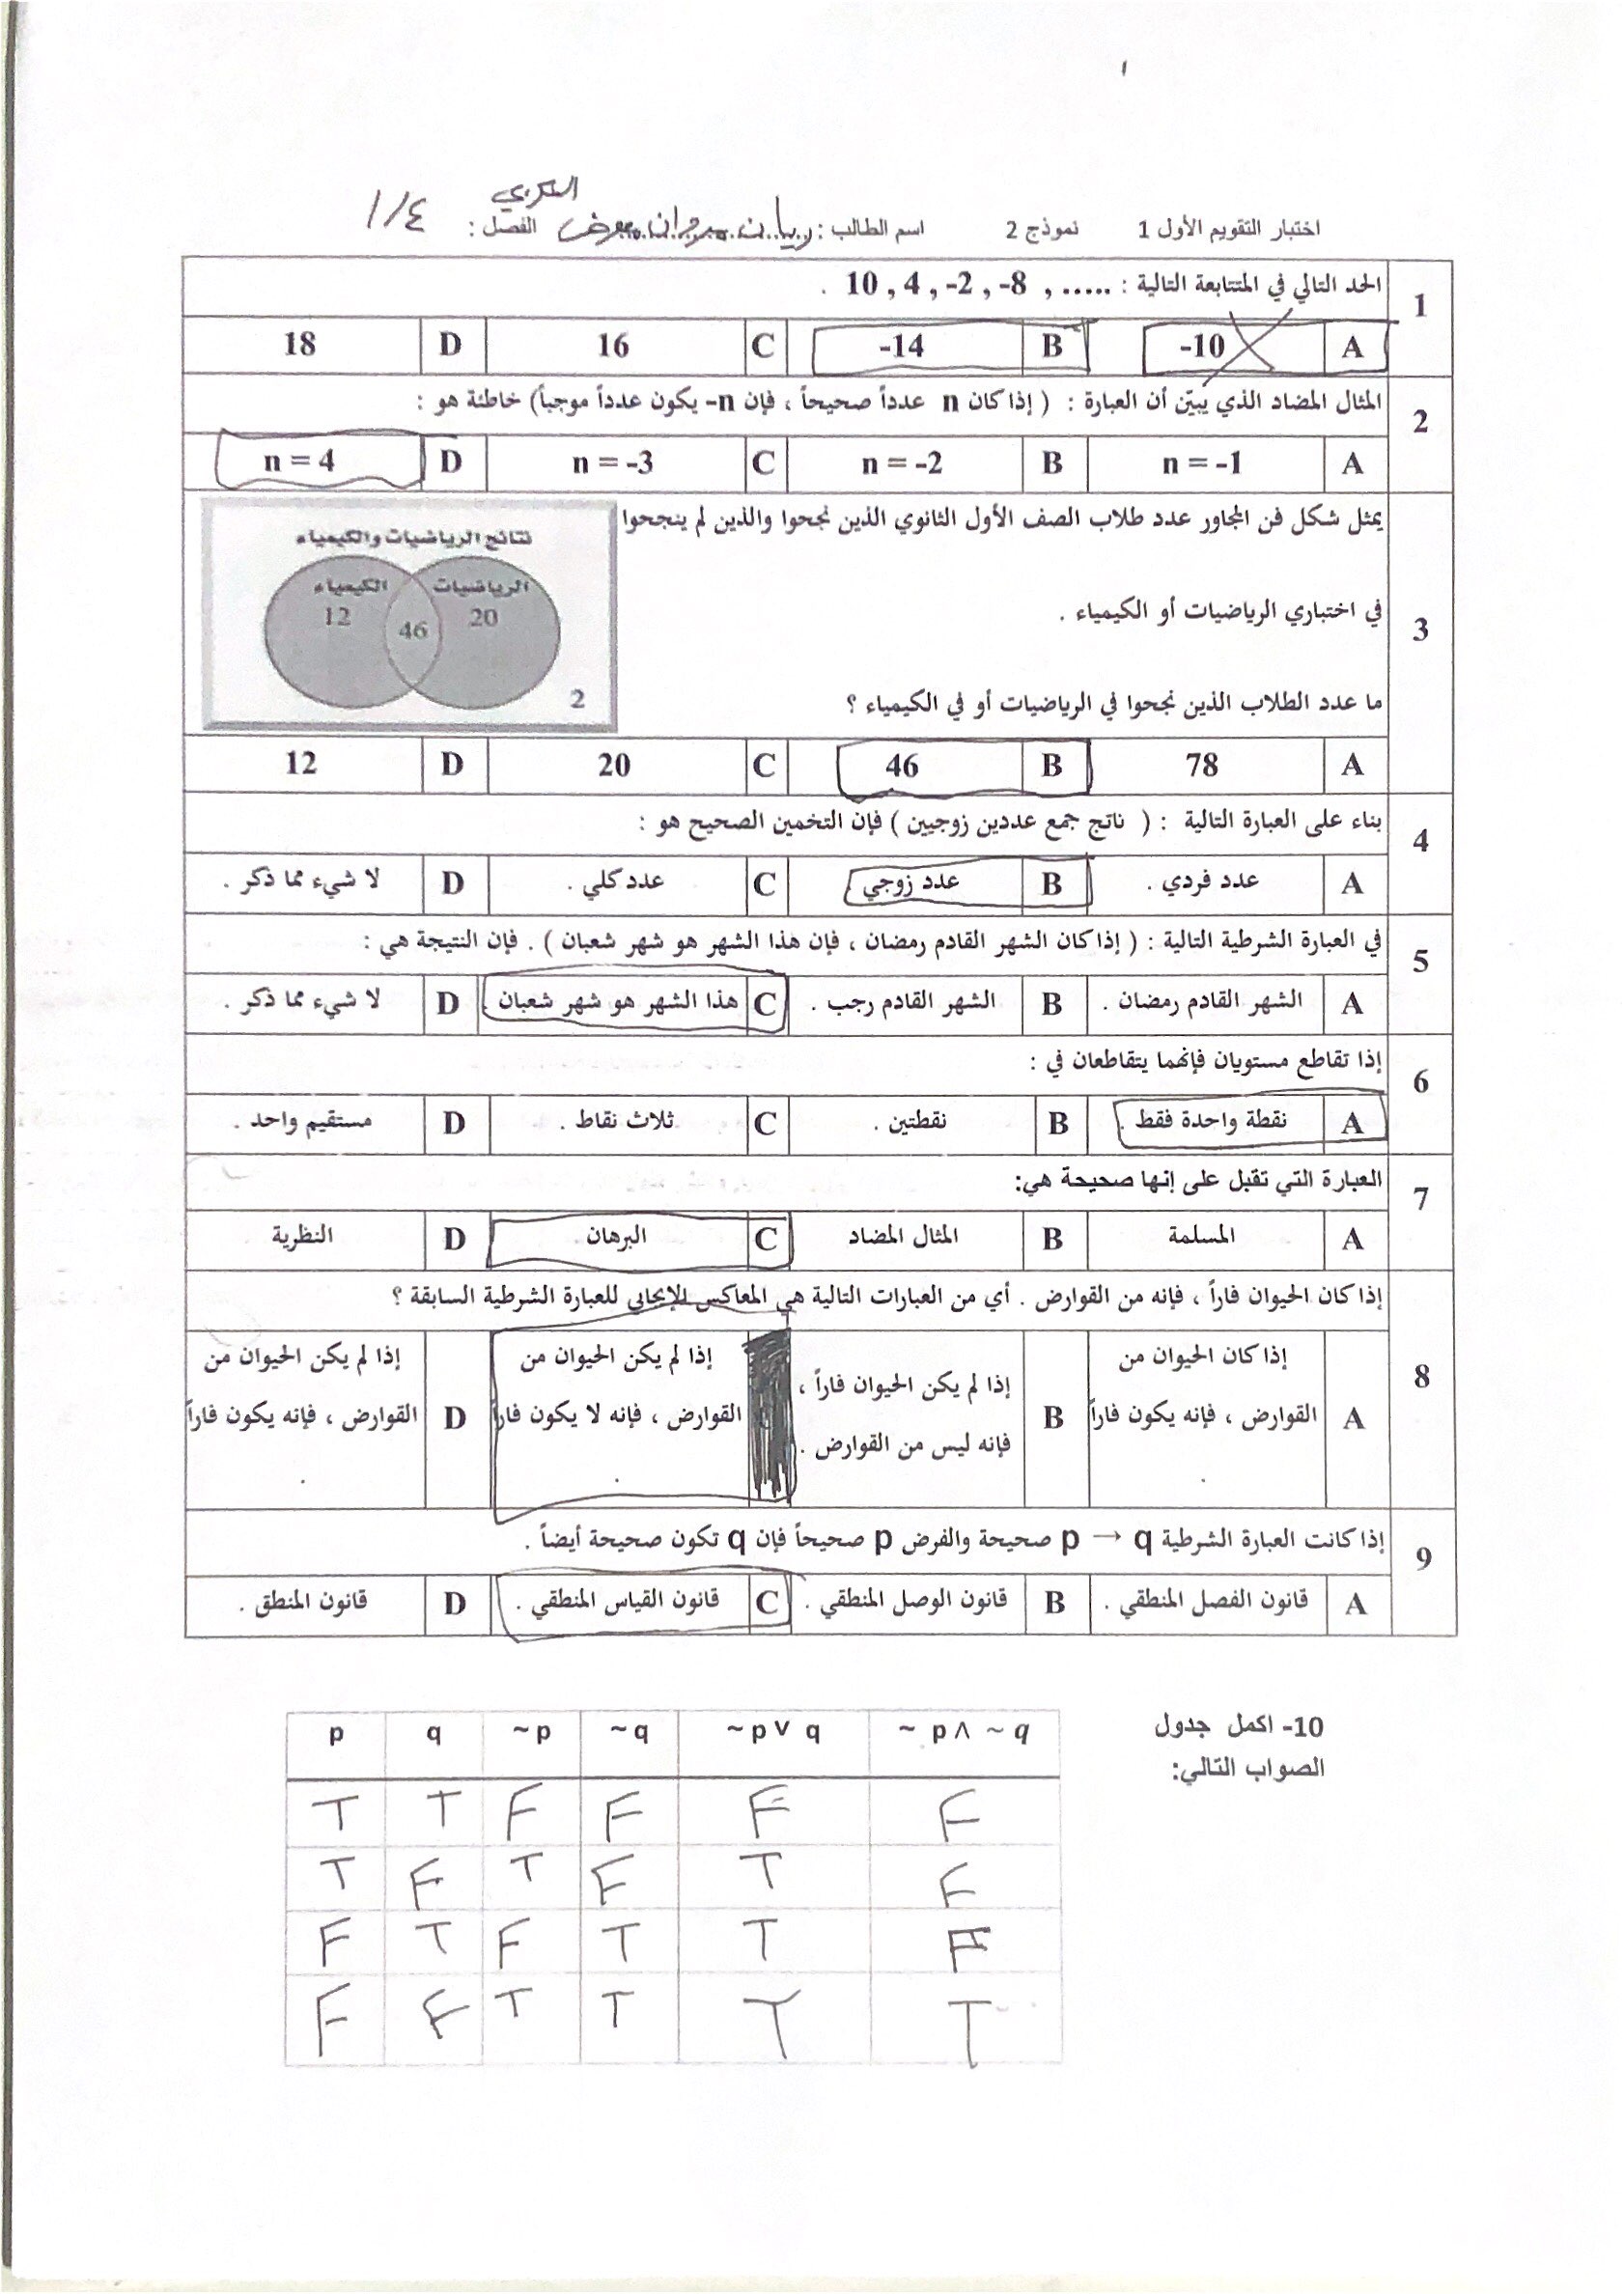 اختبار التقويم الأول 1 نموذج 2 اسم الطالب : ريان مروان معوض الحربي الفصل : ١/٤
1 الحد التالي في المتتابعة التالية : 10 , 4 , -2 , -8 , ..... .
A -10 B -14 C 16 D 18
2 المثال المضاد الذي يبيّن أن العبارة : ( إذا كان n عدداً صحيحاً ، فإن n- يكون عدداً موجباً) خاطئة هو :
A n = -1 B n = -2 C n = -3 D n = 4
3 يمثل شكل فن المجاور عدد طلاب الصف الأول الثانوي الذين نجحوا والذين لم ينجحوا
في اختباري الرياضيات أو الكيمياء .
ما عدد الطلاب الذين نجحوا في الرياضيات أو في الكيمياء ؟
نتائج الرياضيات والكيمياء
الرياضيات الكيمياء
20 46 12
2
A 78 B 46 C 20 D 12
4 بناء على العبارة التالية : ( ناتج جمع عددين زوجيين ) فإن التخمين الصحيح هو :
A عدد فردي . B عدد زوجي C عدد كلي . D لا شيء مما ذكر .
5 في العبارة الشرطية التالية : ( إذا كان الشهر القادم رمضان ، فإن هذا الشهر هو شهر شعبان ) . فإن النتيجة هي :
A الشهر القادم رمضان . B الشهر القادم رجب . C هذا الشهر هو شهر شعبان . D لا شيء مما ذكر .
6 إذا تقاطع مستويان فإنهما يتقاطعان في :
A نقطة واحدة فقط . B نقطتين . C ثلاث نقاط . D مستقيم واحد .
7 العبارة التي تقبل على إنها صحيحة هي:
A المسلمة B المثال المضاد C البرهان D النظرية
8 إذا كان الحيوان فاراً ، فإنه من القوارض . أي من العبارات التالية هي المعاكس الإيجابي للعبارة الشرطية السابقة ؟
A إذا كان الحيوان من القوارض ، فإنه يكون فاراً .
B إذا لم يكن الحيوان فاراً ، فإنه ليس من القوارض .
إذا لم يكن الحيوان من القوارض ، فإنه لا يكون فاراً .
D إذا لم يكن الحيوان من القوارض ، فإنه يكون فاراً .
9 إذا كانت العبارة الشرطية p → q صحيحة والفرض p صحيحاً فإن q تكون صحيحة أيضاً .
A قانون الفصل المنطقي . B قانون الوصل المنطقي . C قانون القياس المنطقي . D قانون المنطق .
10- اكمل جدول
الصواب التالي:
p q ~p ~q ~p v q ~ p ʌ ~ q
T T F F F F
T F T F T F
F T F T T F
F F T T T T